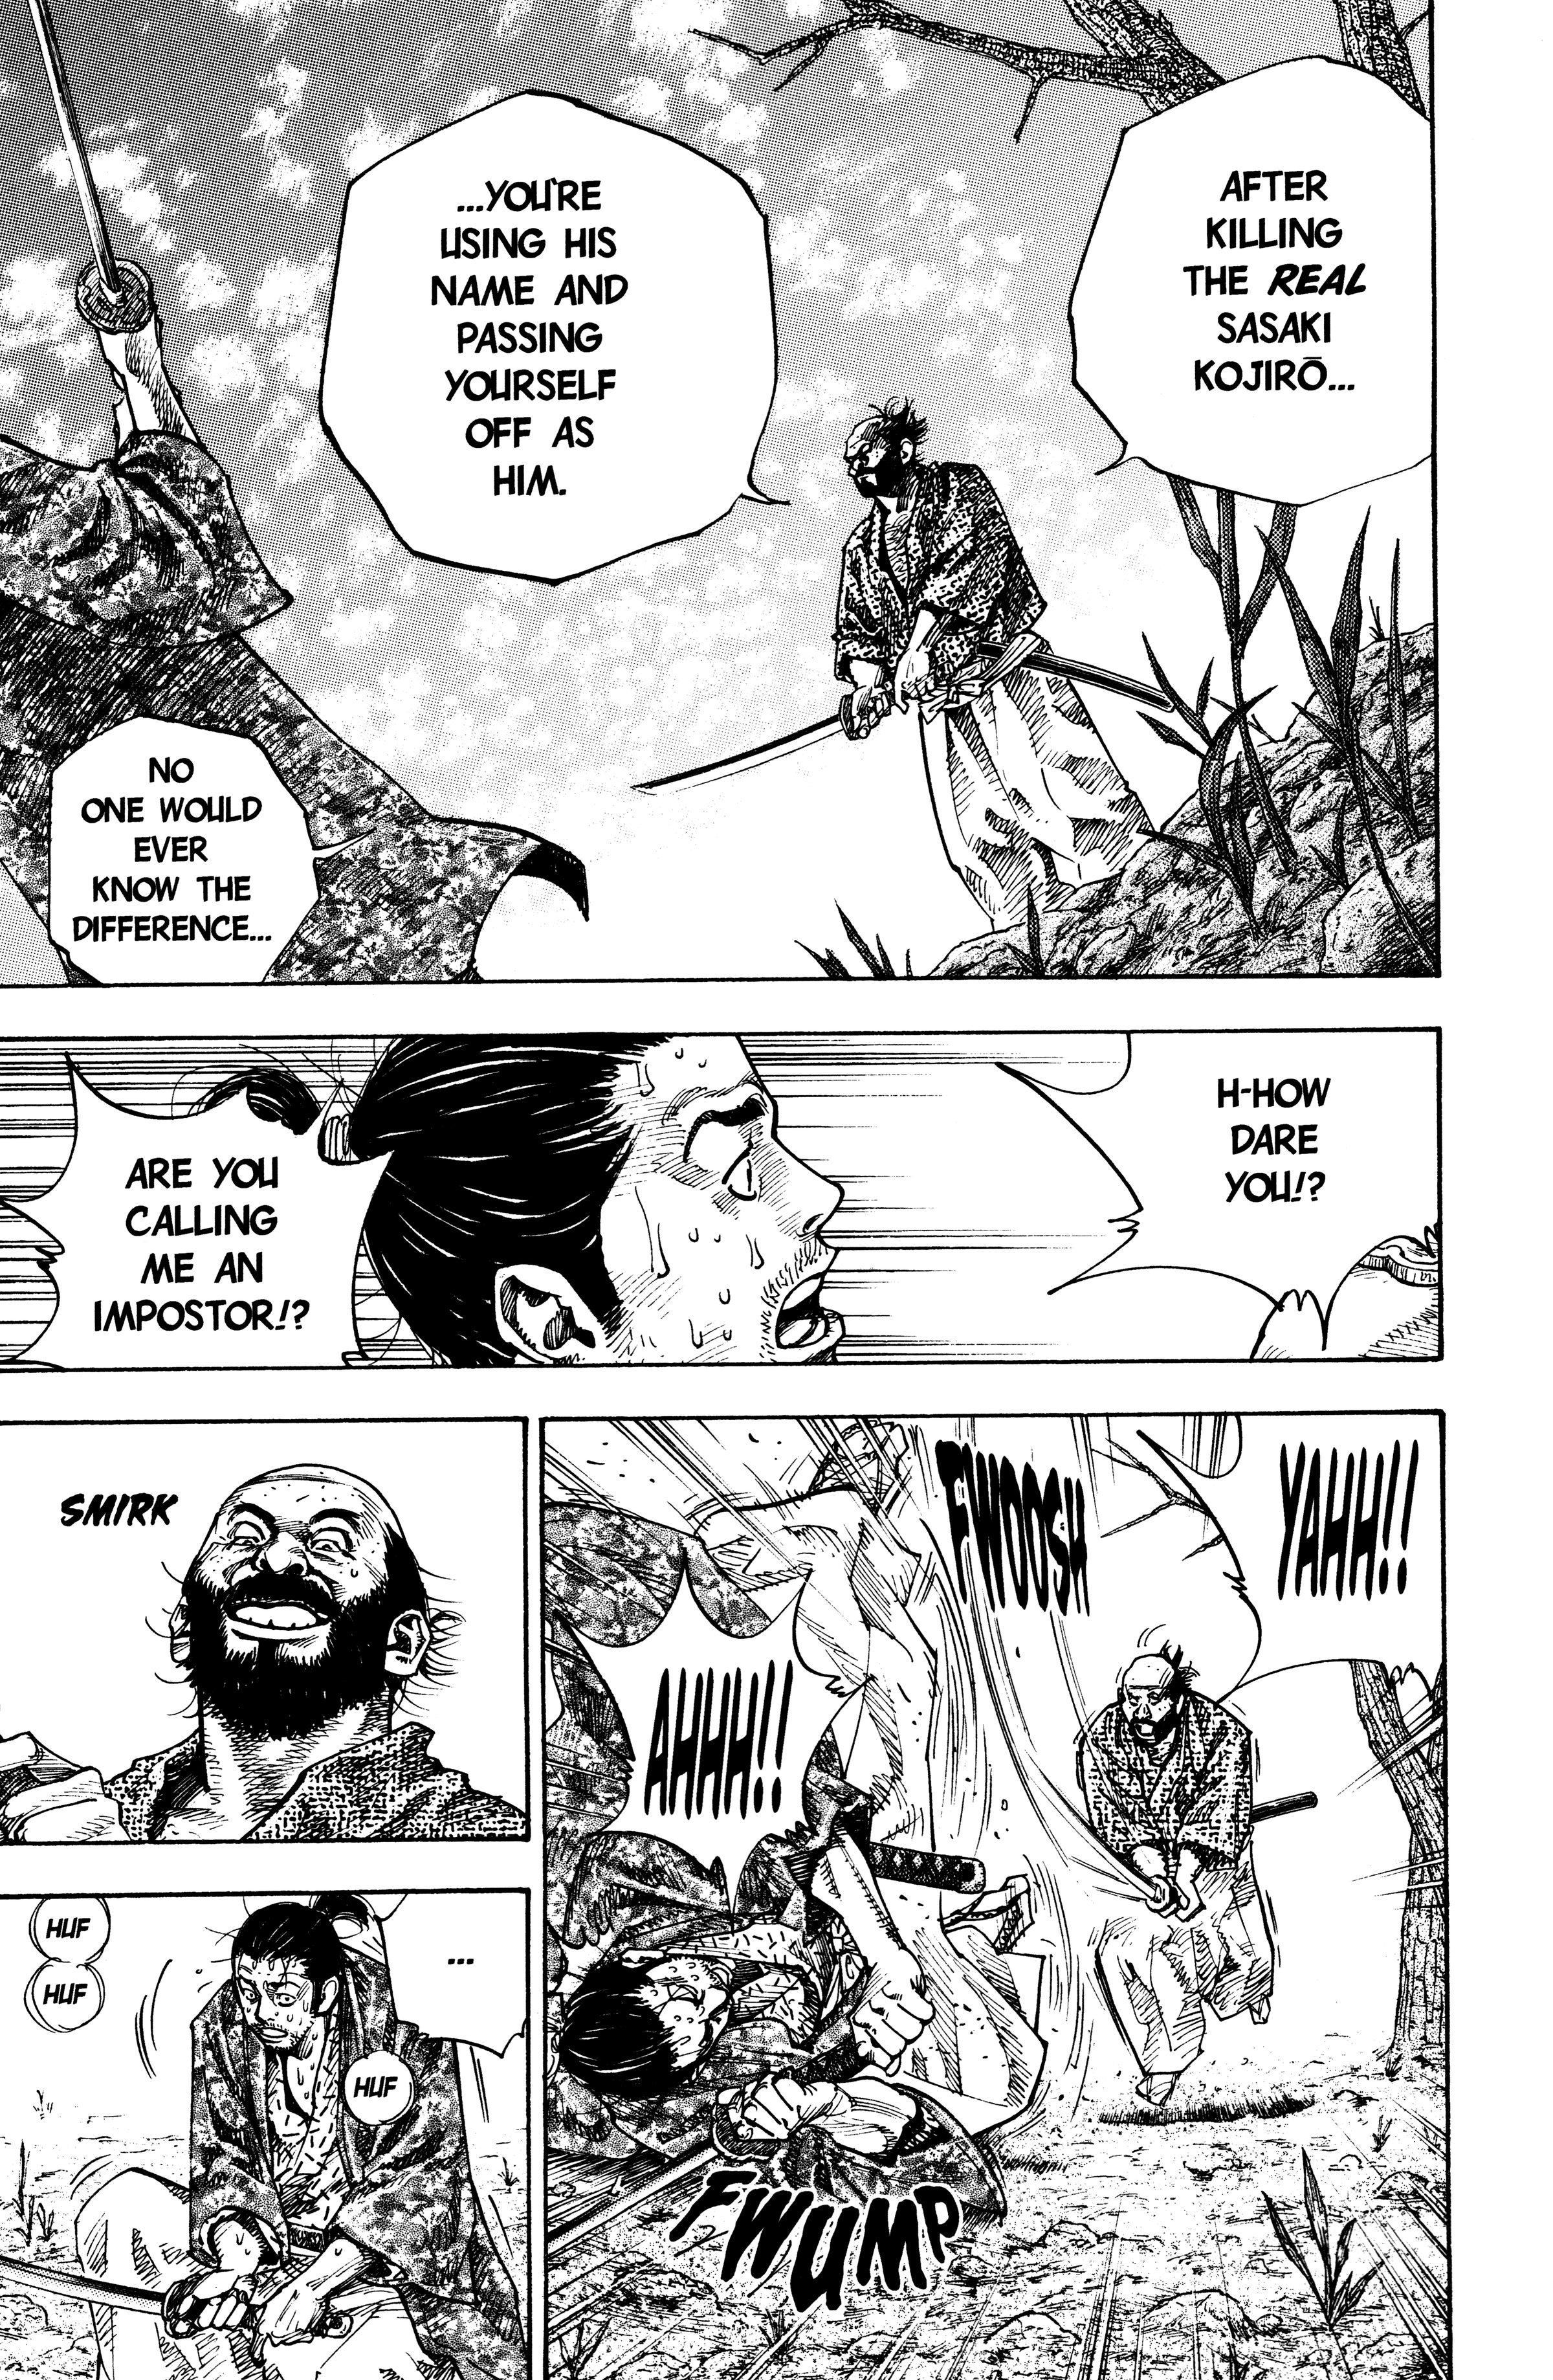 AFTER
KILLING
THE REAL
SASAKI
KOJIRŌ...
...YOU'RE
USING HIS
NAME AND
PASSING
YOURSELF
OFF AS
HIM.
NO
ONE WOULD
EVER
KNOW THE
DIFFERENCE...
H-HOW
DARE
YOU!?
ARE YOU
CALLING
ME AN
IMPOSTOR!?
YAHH!!
FWOOSH
AHHH!!
FWUMP
SMIRK
...
HUF
HUF
HUF